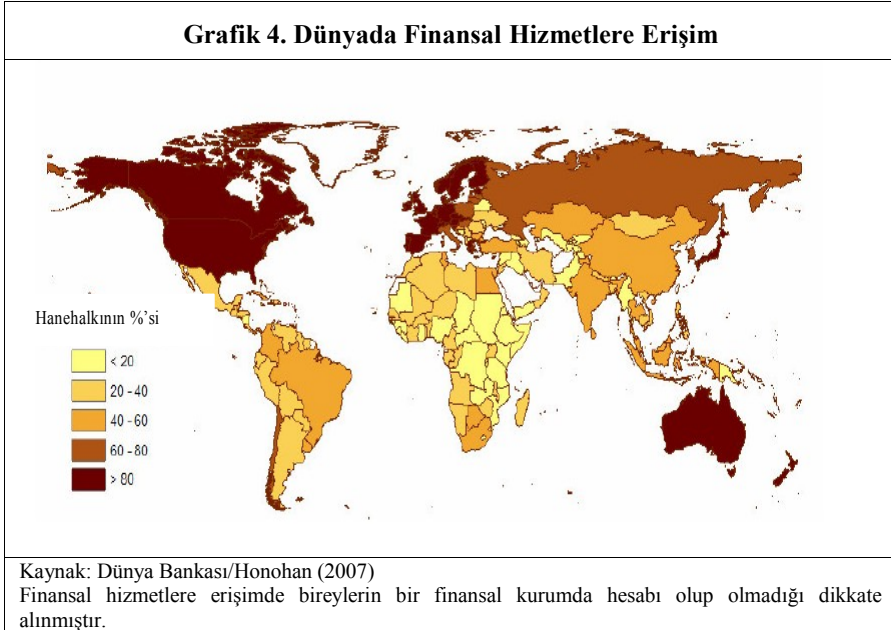 Grafik 4. Dünyada Finansal Hizmetlere Erişim
Hanehalkının %'si
< 20
20 - 40
40 - 60
60 - 80
> 80
Kaynak: Dünya Bankası/Honohan (2007)
Finansal hizmetlere erişimde bireylerin bir finansal kurumda hesabı olup olmadığı dikkate
alınmıştır.